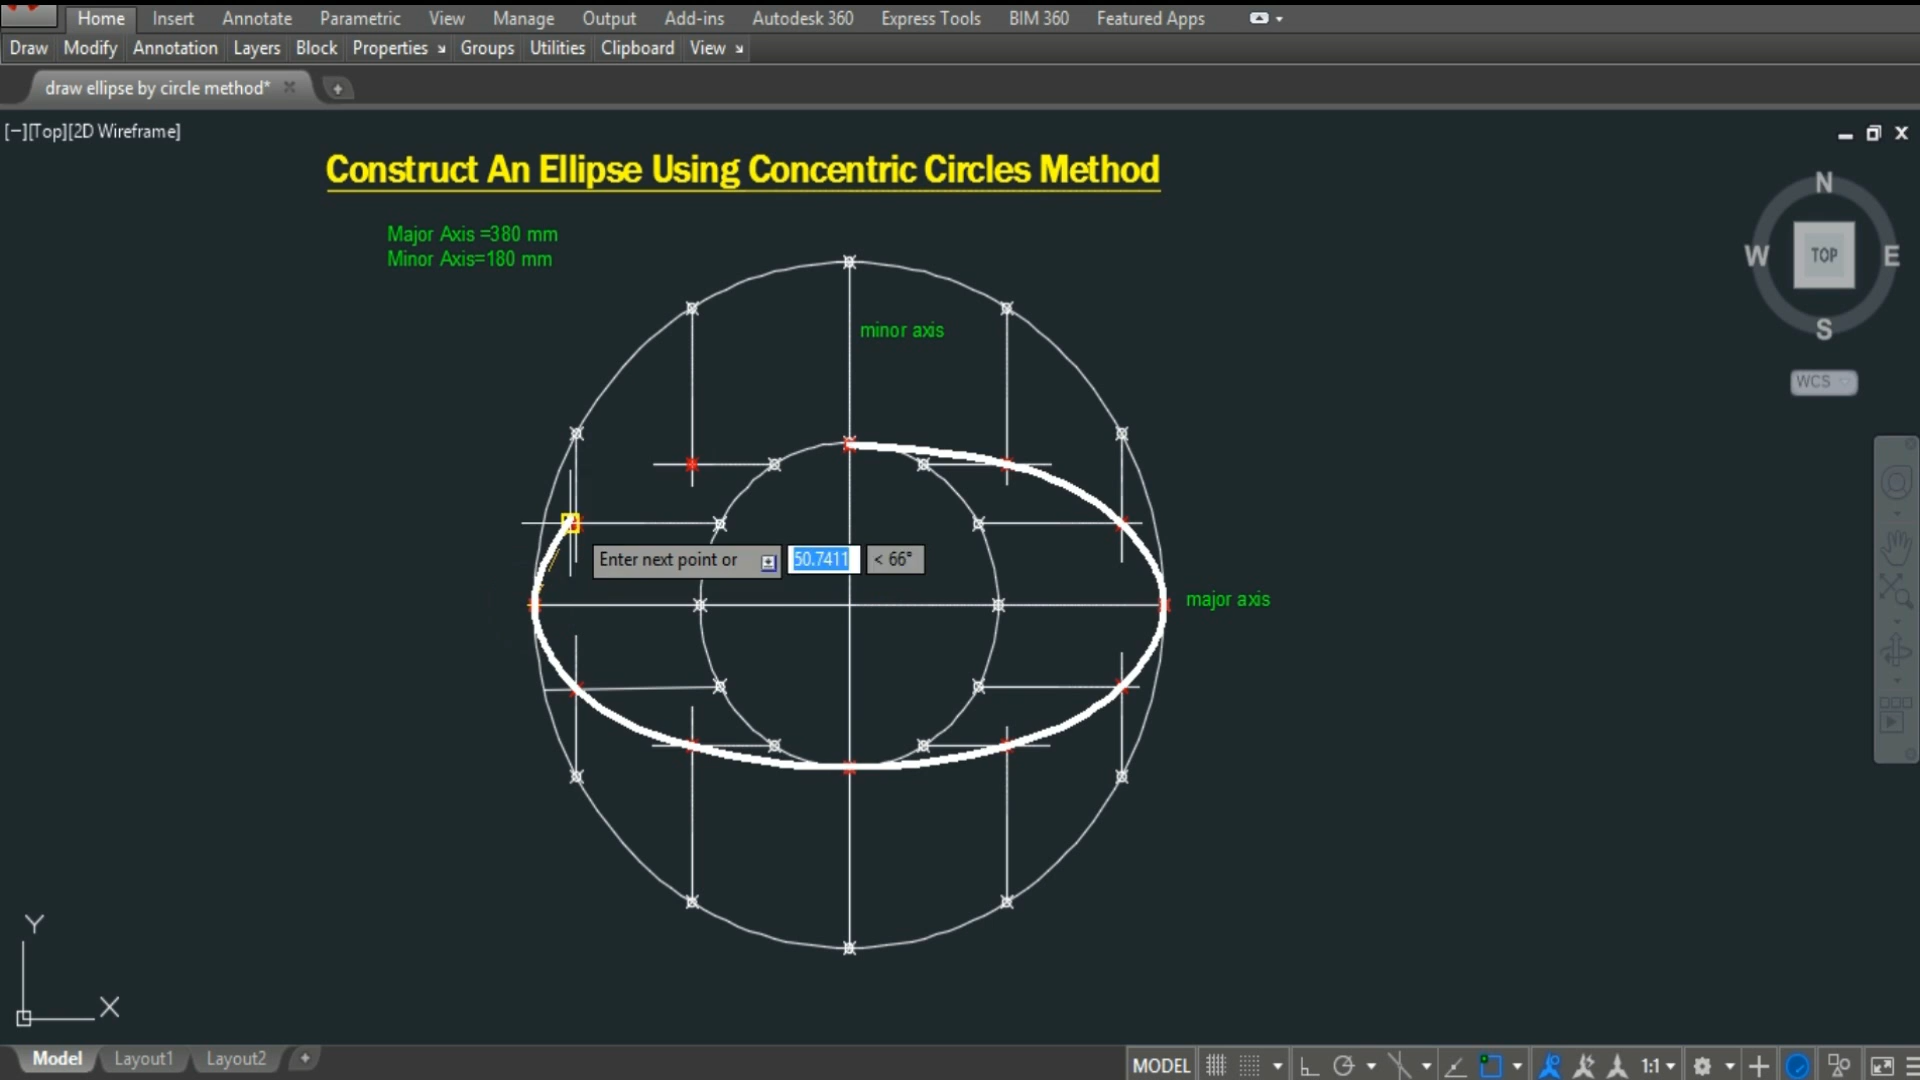 Home Insert Annotate Parametric View Manage Output Add-ins Autodesk 360 Express Tools BIM 360 Featured Apps
Draw Modify Annotation Layers Block Properties Groups Utilities Clipboard View
draw ellipse by circle method*
[−][Top][2D Wireframe]
Construct An Ellipse Using Concentric Circles Method
N
Major Axis =380 mm
Minor Axis=180 mm
W TOP E
minor axis
S
WCS
Enter next point or 50.7411 < 66°
major axis
Y
X
Model Layout1 Layout2
MODEL 1:1